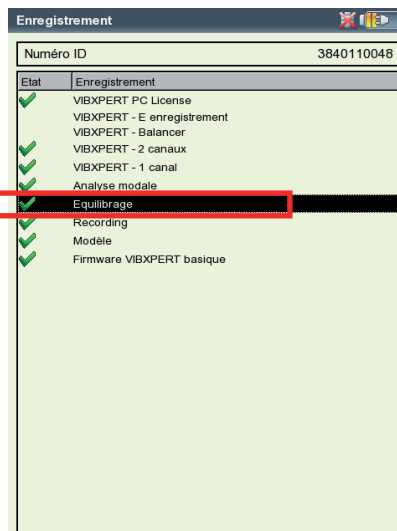 Enregistrement
Numéro ID 3840110048
Etat Enregistrement
VIBXPERT PC License
VIBXPERT - E enregistrement
VIBXPERT - Balancer
VIBXPERT - 2 canaux
VIBXPERT - 1 canal
Analyse modale
Equilibrage
Recording
Modèle
Firmware VIBXPERT basique